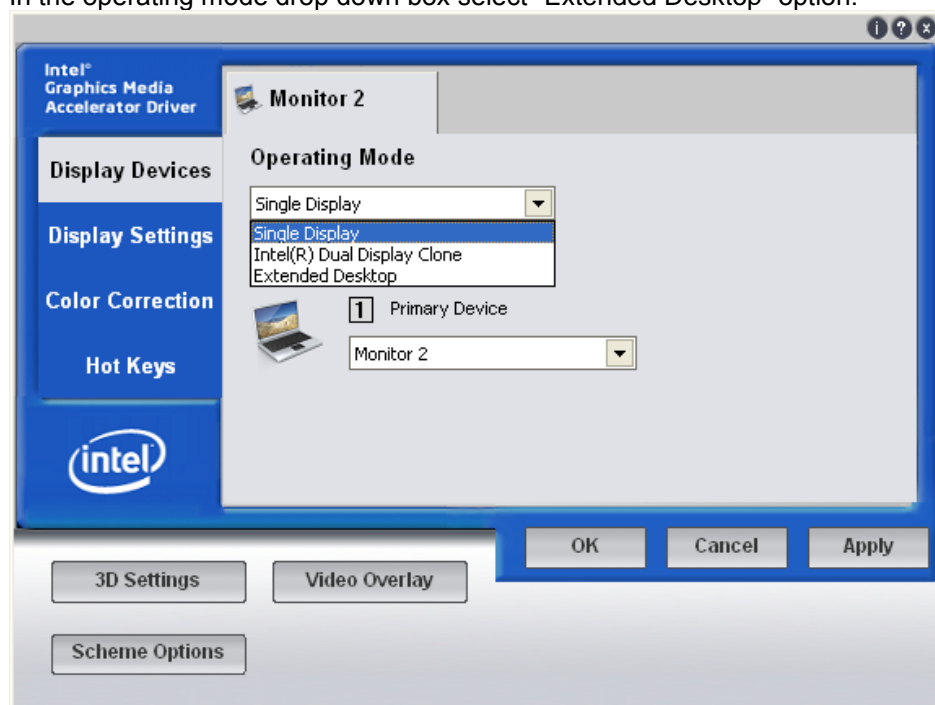 In the operating mode drop down box select "Extended Desktop" option.
Intel®
Graphics Media
Accelerator Driver
Monitor 2
Display Devices
Display Settings
Color Correction
Hot Keys
intel
Operating Mode
Single Display
Single Display
Intel(R) Dual Display Clone
Extended Desktop
1 Primary Device
Monitor 2
OK Cancel Apply
3D Settings Video Overlay
Scheme Options